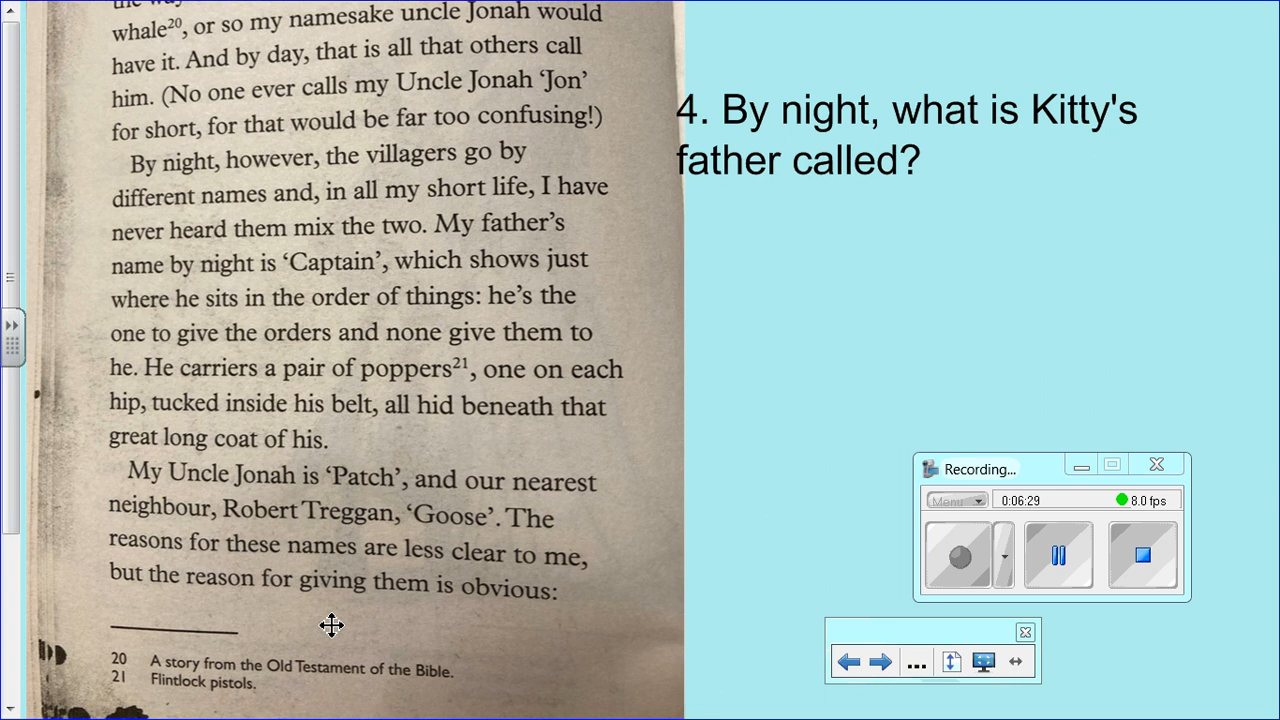 whale20, or so my namesake uncle Jonah would
have it. And by day, that is all that others call
him. (No one ever calls my Uncle Jonah ‘Jon’
for short, for that would be far too confusing!)
By night, however, the villagers go by
different names and, in all my short life, I have
never heard them mix the two. My father’s
name by night is ‘Captain’, which shows just
where he sits in the order of things: he’s the
one to give the orders and none give them to
he. He carriers a pair of poppers21, one on each
hip, tucked inside his belt, all hid beneath that
great long coat of his.
My Uncle Jonah is ‘Patch’, and our nearest
neighbour, Robert Treggan, ‘Goose’. The
reasons for these names are less clear to me,
but the reason for giving them is obvious:
20 A story from the Old Testament of the Bible.
21 Flintlock pistols.
4. By night, what is Kitty's
father called?
Recording...
Menu 0:06:29 8.0 fps